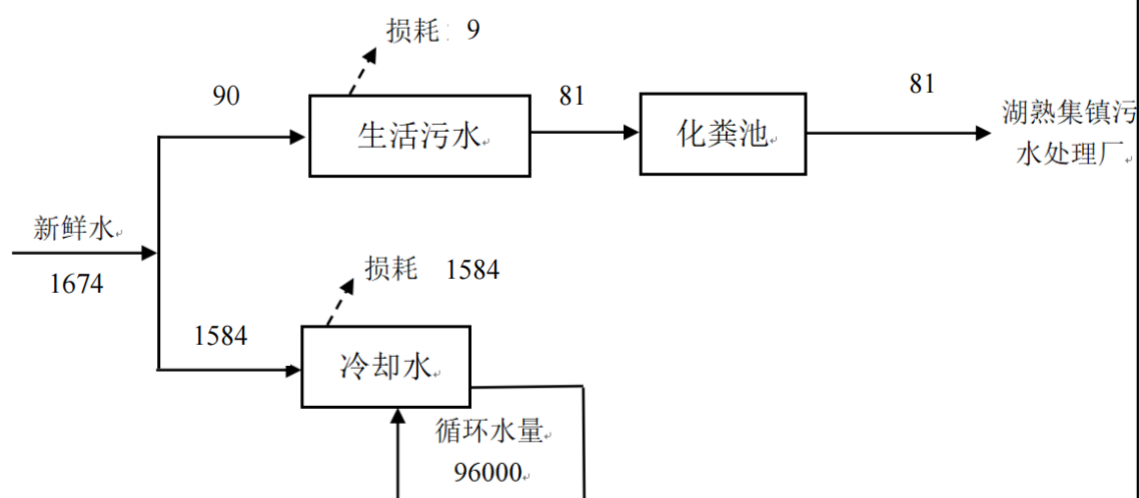 损耗: 9
90
81
81
生活污水
化粪池
湖熟集镇污
水处理厂
新鲜水
1674
损耗 1584
1584
冷却水
循环水量
96000